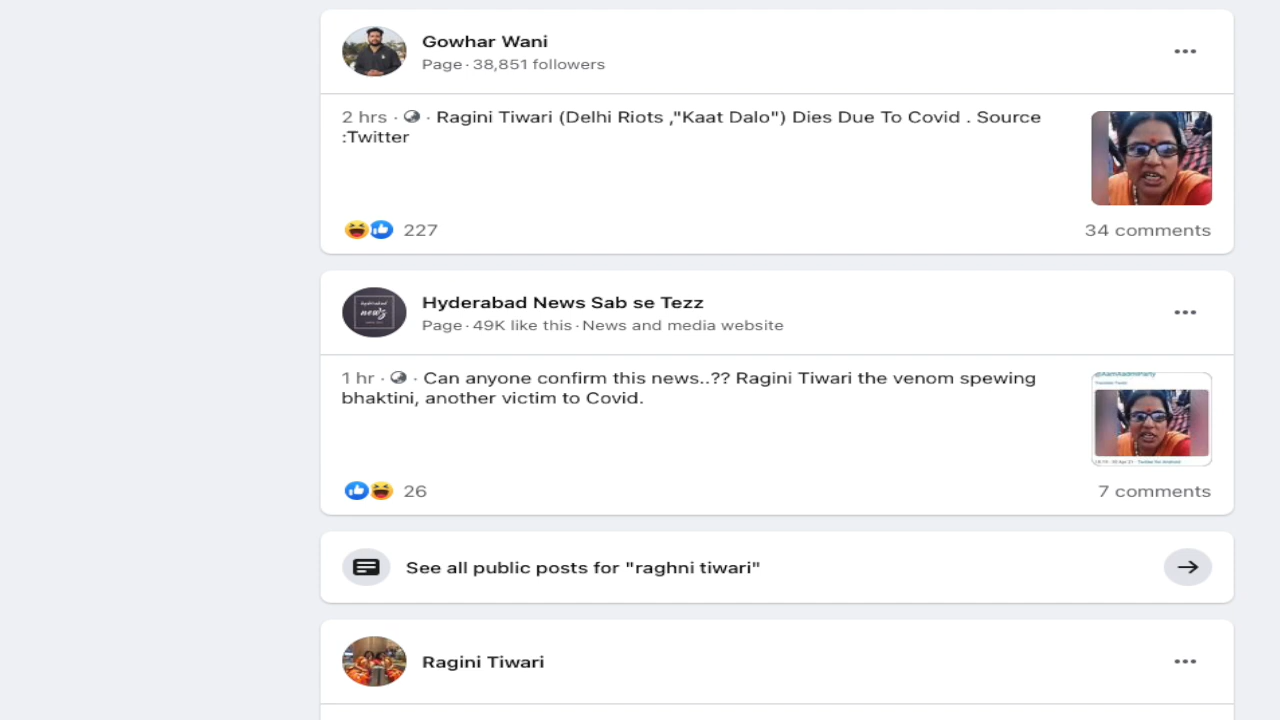 Gowhar Wani
Page · 38,851 followers
2 hrs · · Ragini Tiwari (Delhi Riots ,"Kaat Dalo") Dies Due To Covid . Source
:Twitter
227
34 comments
Hyderabad News Sab se Tezz
Page · 49K like this · News and media website
news
1 hr · · Can anyone confirm this news..?? Ragini Tiwari the venom spewing
bhaktini, another victim to Covid.
26
7 comments
See all public posts for "raghni tiwari"
Ragini Tiwari